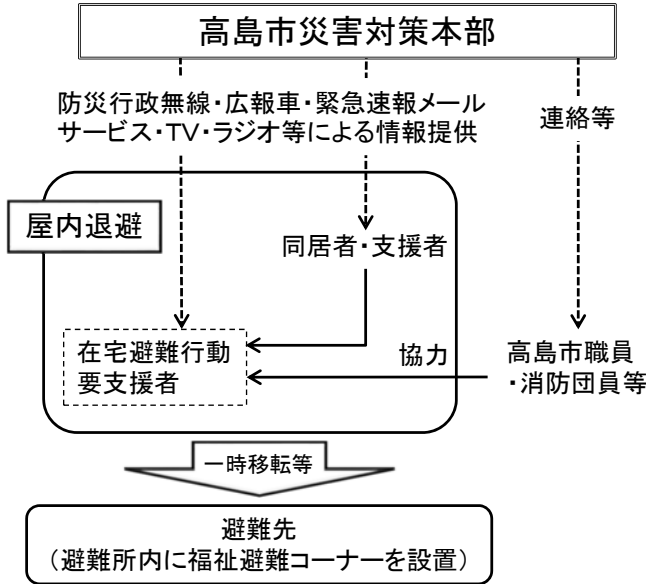 高島市災害対策本部
防災行政無線・広報車・緊急速報メール
サービス・TV・ラジオ等による情報提供
連絡等
屋内退避
同居者・支援者
在宅避難行動
要支援者
協力
高島市職員
・消防団員等
一時移転等
避難先
（避難所内に福祉避難コーナーを設置）